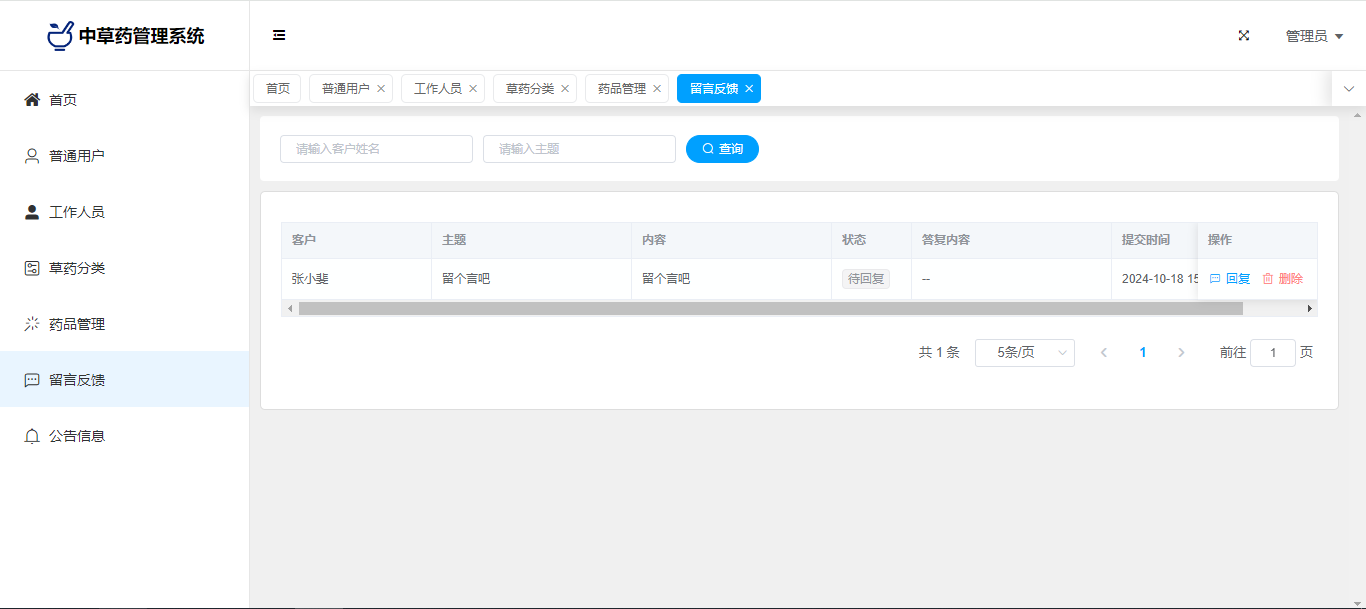 中草药管理系统
管理员
首页
普通用户
工作人员
草药分类
药品管理
留言反馈
公告信息
首页 普通用户 工作人员 草药分类 药品管理 留言反馈
请输入客户姓名 请输入主题 查询
客户 主题 内容 状态 答复内容 提交时间 操作
张小斐 留个言吧 留个言吧 待回复 -- 2024-10-18 15 回复 删除
共 1 条 5条/页 1 前往 1 页